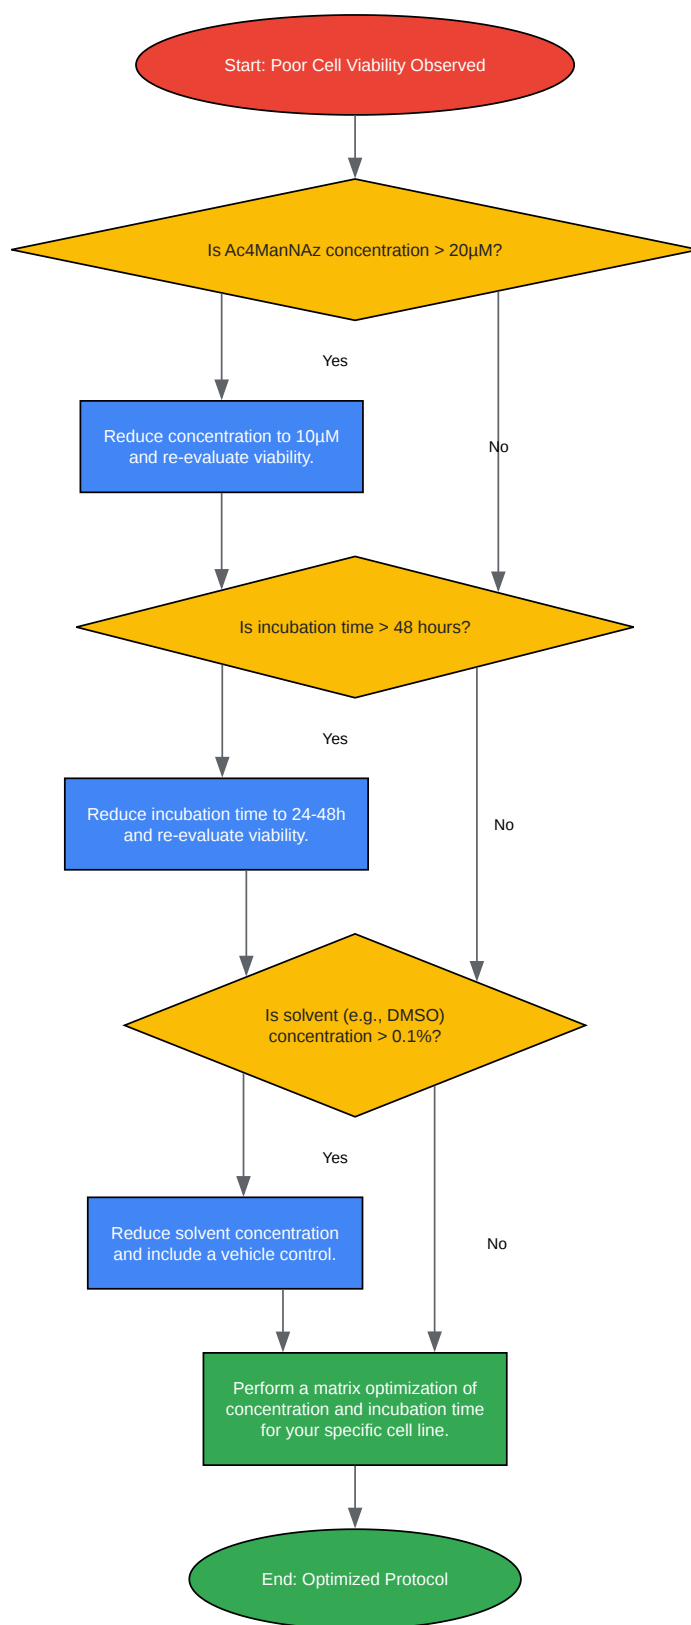 Start: Poor Cell Viability Observed
Is Ac4ManNAz concentration > 20µM?
Yes
Reduce concentration to 10µM
and re-evaluate viability.
No
Is incubation time > 48 hours?
Yes
Reduce incubation time to 24-48h
and re-evaluate viability.
No
Is solvent (e.g., DMSO)
concentration > 0.1%?
Yes
Reduce solvent concentration
and include a vehicle control.
No
Perform a matrix optimization of
concentration and incubation time
for your specific cell line.
End: Optimized Protocol